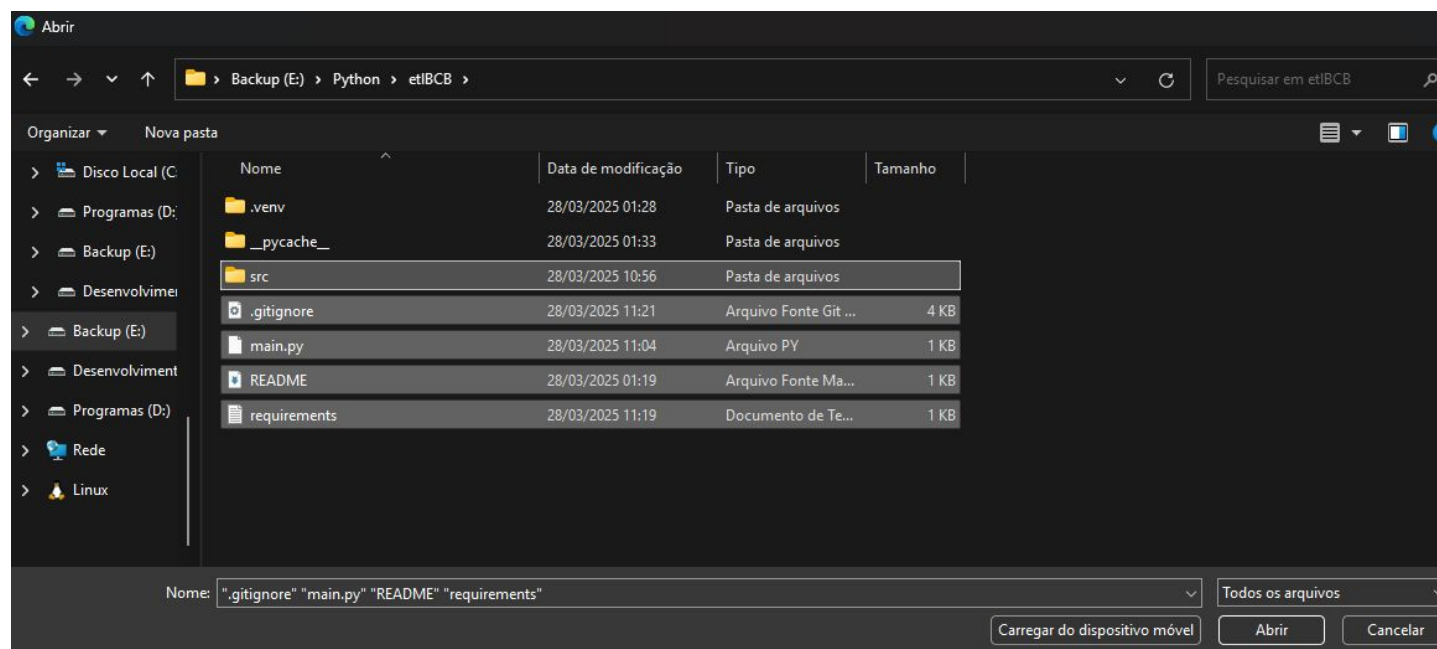 Abrir
Backup (E:) > Python > etlBCB >
Pesquisar em etlBCB
Organizar Nova pasta
Nome Data de modificação Tipo Tamanho
Disco Local (C:
Programas (D:)
Backup (E:)
Desenvolvimer
Backup (E:)
Desenvolviment
Programas (D:)
Rede
Linux
.venv 28/03/2025 01:28 Pasta de arquivos
__pycache__ 28/03/2025 01:33 Pasta de arquivos
src 28/03/2025 10:56 Pasta de arquivos
.gitignore 28/03/2025 11:21 Arquivo Fonte Git ... 4 KB
main.py 28/03/2025 11:04 Arquivo PY 1 KB
README 28/03/2025 01:19 Arquivo Fonte Ma... 1 KB
requirements 28/03/2025 11:19 Documento de Te... 1 KB
Nome: ".gitignore" "main.py" "README" "requirements"
Todos os arquivos
Carregar do dispositivo móvel Abrir Cancelar